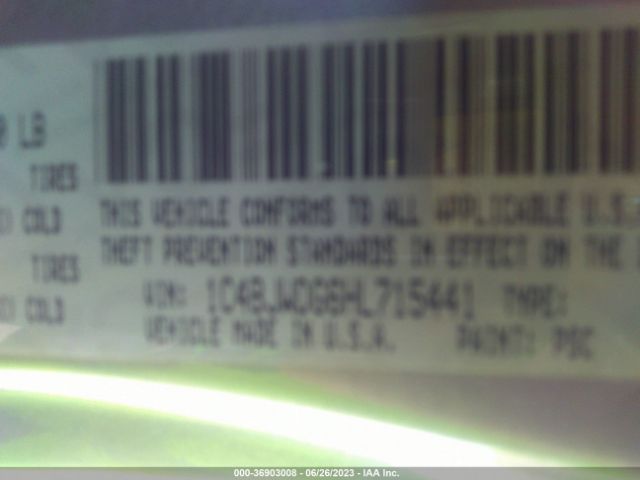 LB
TIRES
COLD THIS VEHICLE CONFORMS TO ALL APPLICABLE U.S.
THEFT PREVENTION STANDARDS IN EFFECT ON THE
TIRES
VIN: 1C4BJWDG6HL715441 TYPE:
COLD
VEHICLE MADE IN U.S.A. PAINT: PSC
000-36903008 - 06/26/2023 - IAA Inc.